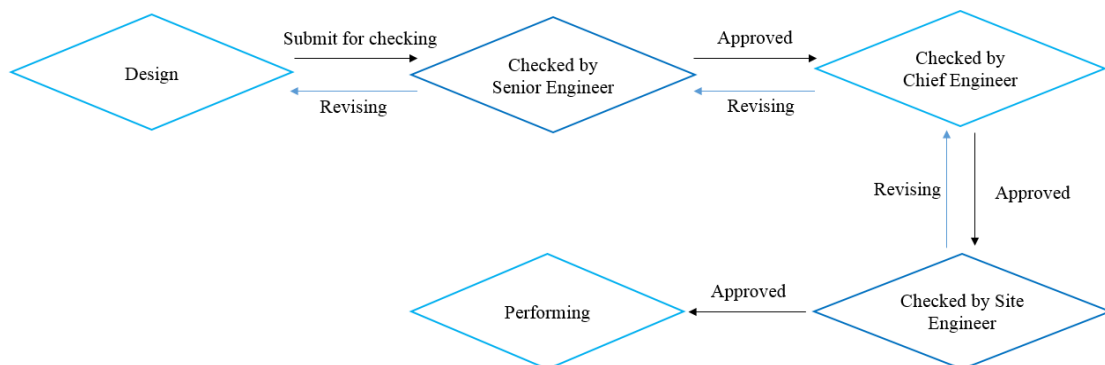 Design
Submit for checking
Revising
Checked by
Senior Engineer
Approved
Revising
Checked by
Chief Engineer
Revising
Approved
Checked by Site
Engineer
Approved
Performing